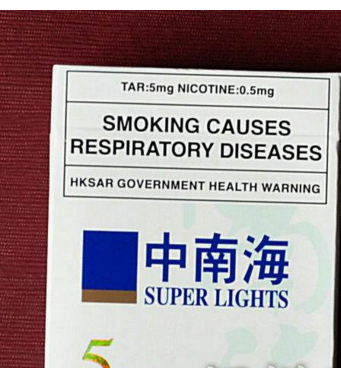 TAR:5mg NICOTINE:0.5mg
SMOKING CAUSES
RESPIRATORY DISEASES
HKSAR GOVERNMENT HEALTH WARNING
中南海
SUPER LIGHTS
5